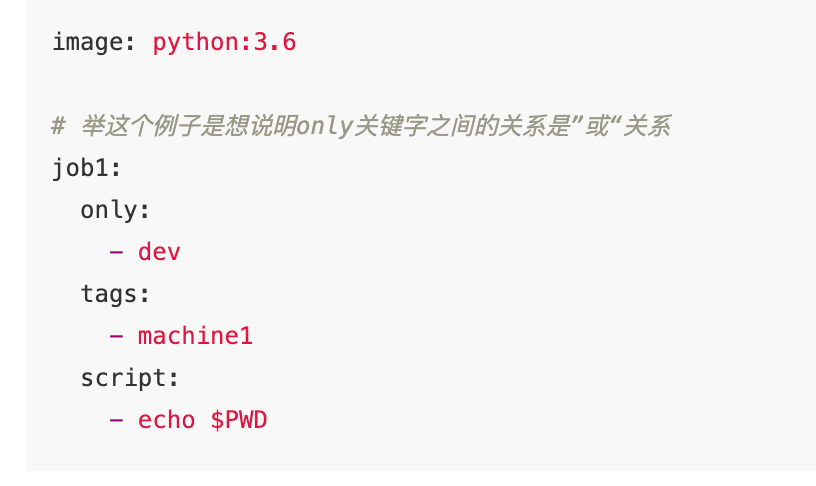 image: python:3.6
# 举这个例子是想说明only关键字之间的关系是”或“关系
job1:
only:
- dev
tags:
- machine1
script:
- echo $PWD